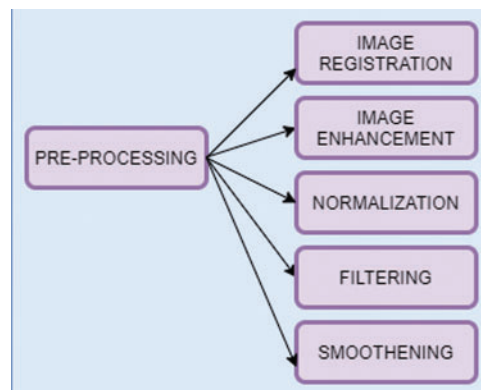 IMAGE
REGISTRATION
IMAGE
ENHANCEMENT
PRE-PROCESSING
NORMALIZATION
FILTERING
SMOOTHENING